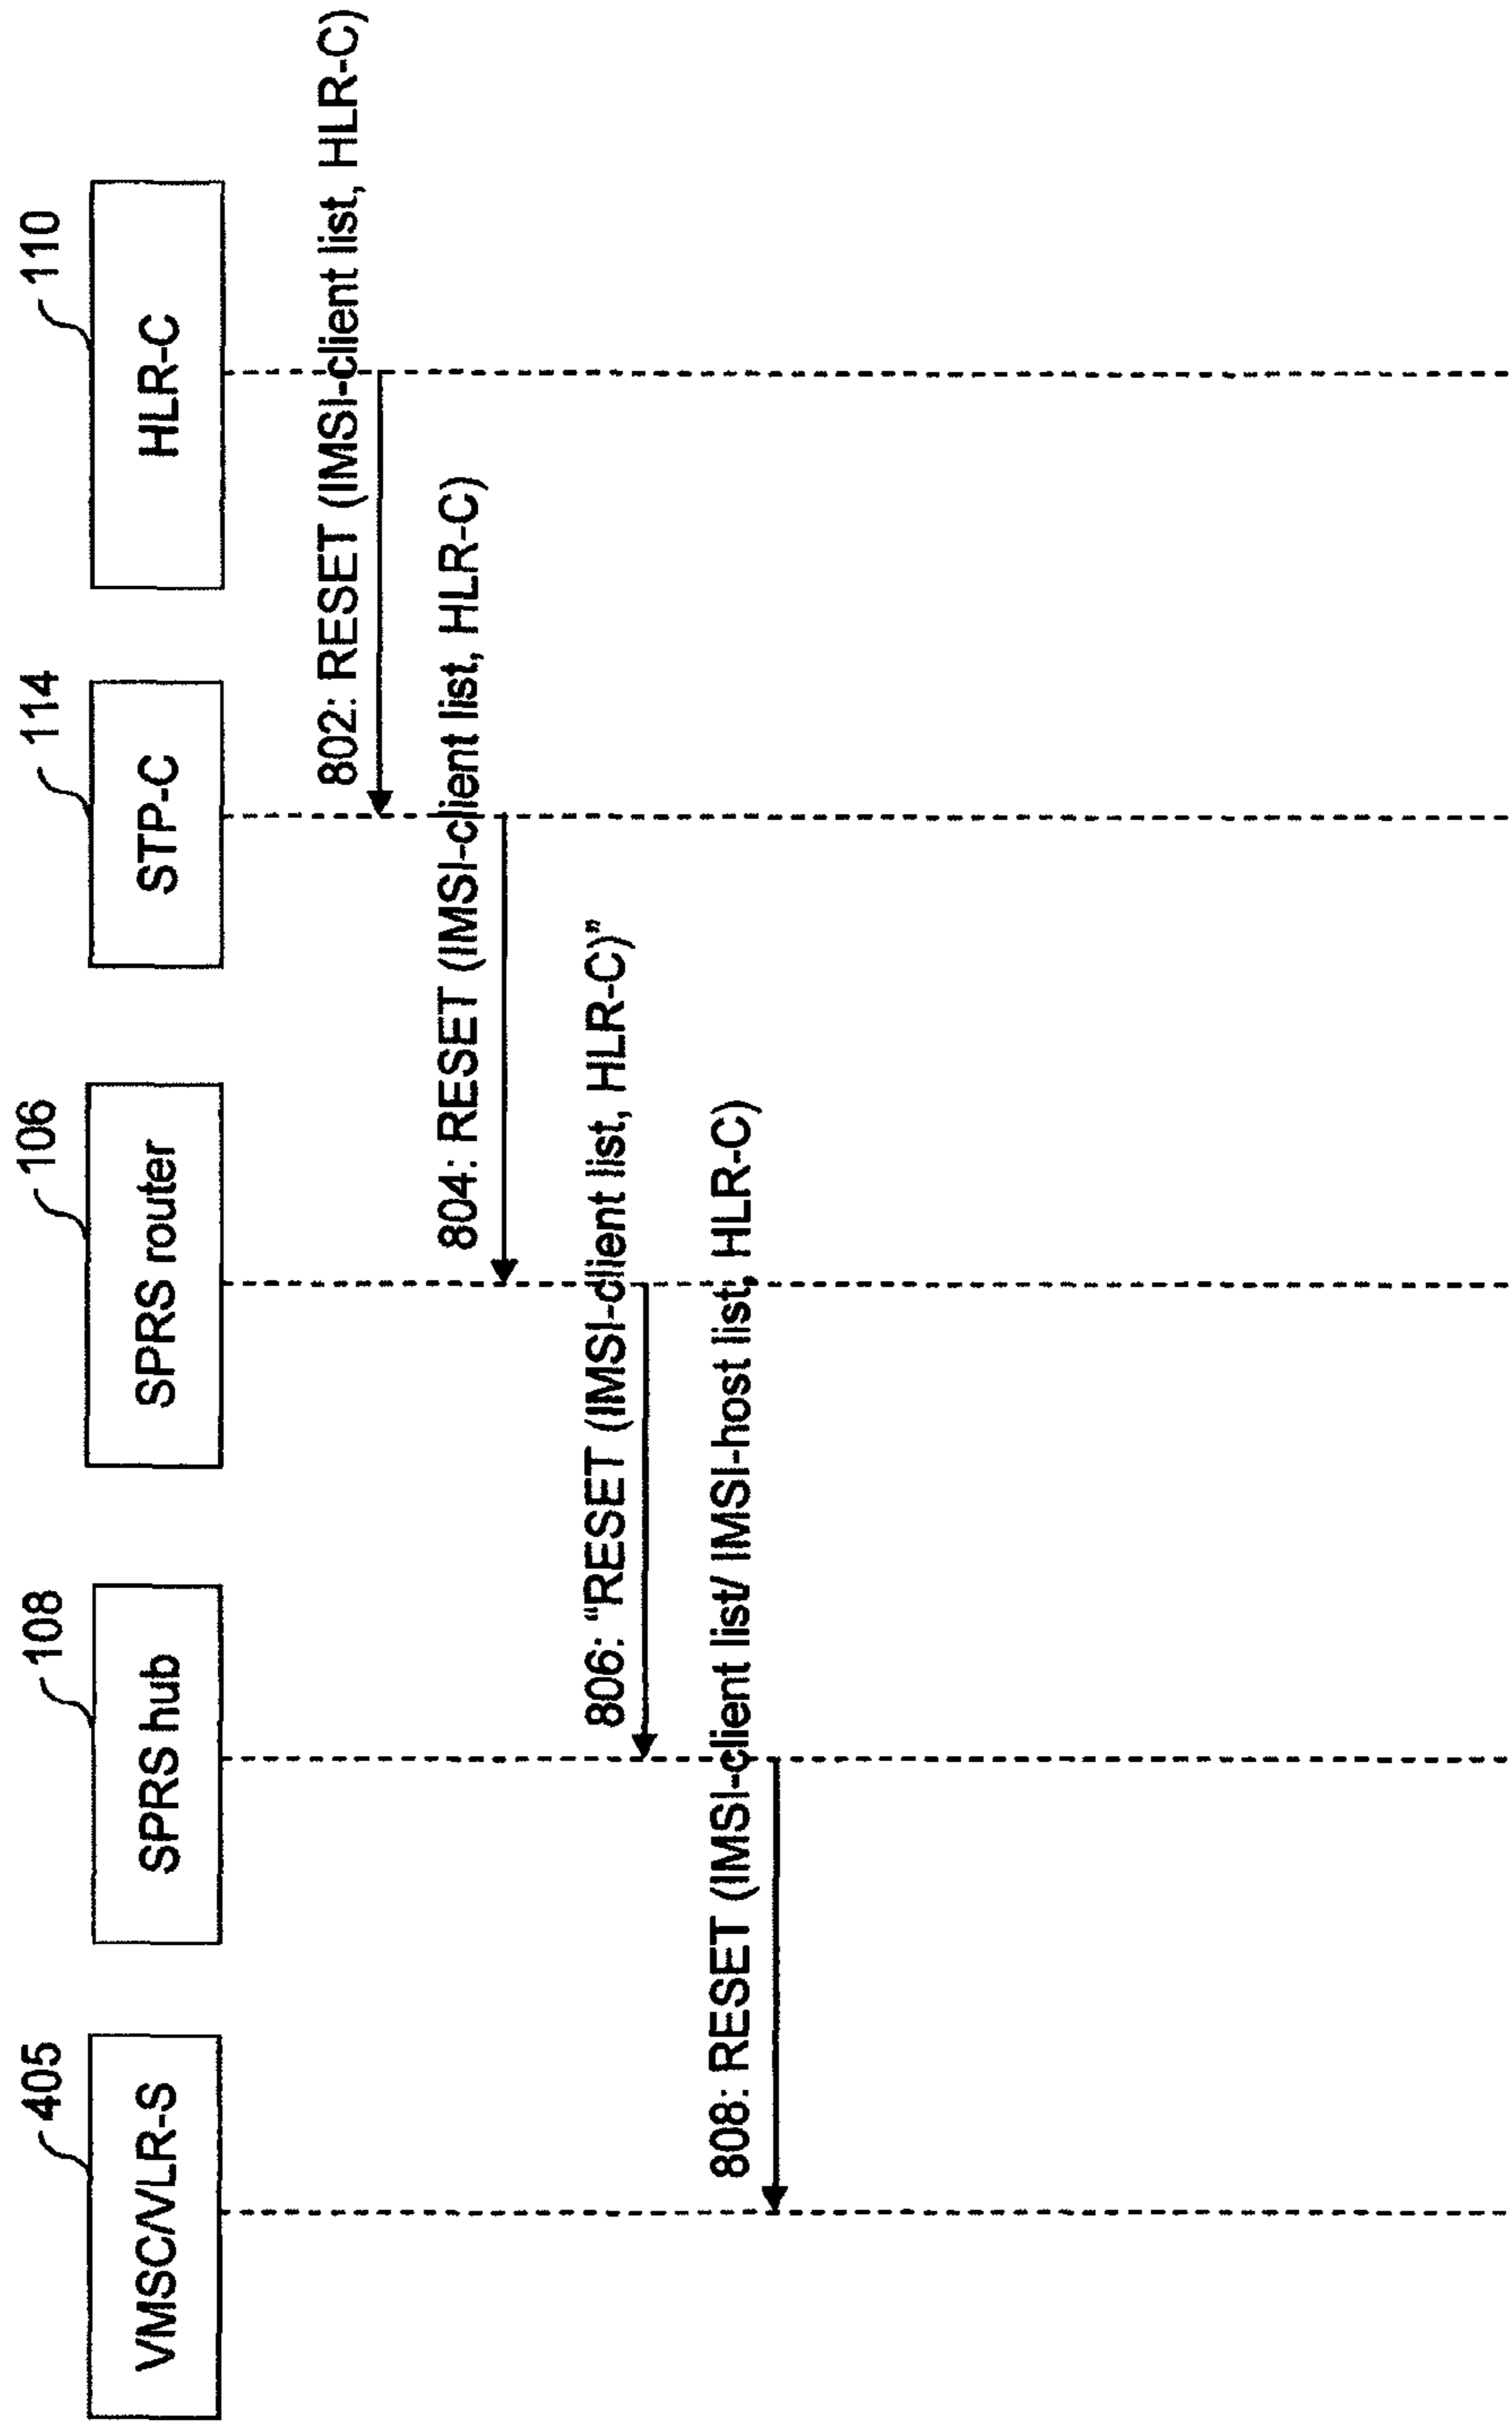 405
VMSC/VLR-S
108
SPRS hub
106
SPRS router
114
STP-C
110
HLR-C
802: RESET (IMSI-client list, HLR-C)
804: RESET (IMSI-client list, HLR-C)
806: “RESET (IMSI-client list, HLR-C)”
808: RESET (IMSI-client list/ IMSI-host list, HLR-C)